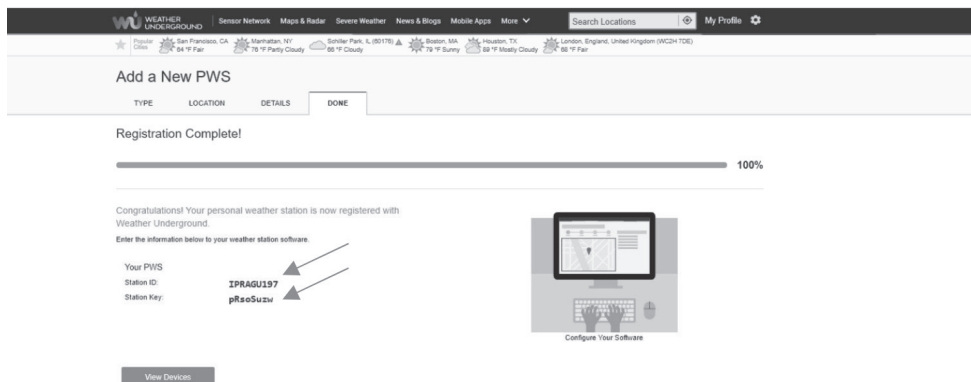 WEATHER UNDERGROUND Sensor Network Maps & Radar Severe Weather News & Blogs Mobile Apps More Search Locations My Profile
Popular Cities San Francisco, CA 64 °F Fair Manhattan, NY 76 °F Partly Cloudy Schiller Park, IL (60176) 66 °F Cloudy Boston, MA 79 °F Sunny Houston, TX 89 °F Mostly Cloudy London, England, United Kingdom (WC2H 7DE) 66 °F Fair
Add a New PWS
TYPE LOCATION DETAILS DONE
Registration Complete!
100%
Congratulations! Your personal weather station is now registered with
Weather Underground.
Enter the information below to your weather station software.
Your PWS
Station ID: IPRAGU197
Station Key: pRsoSuzw
Configure Your Software
View Devices